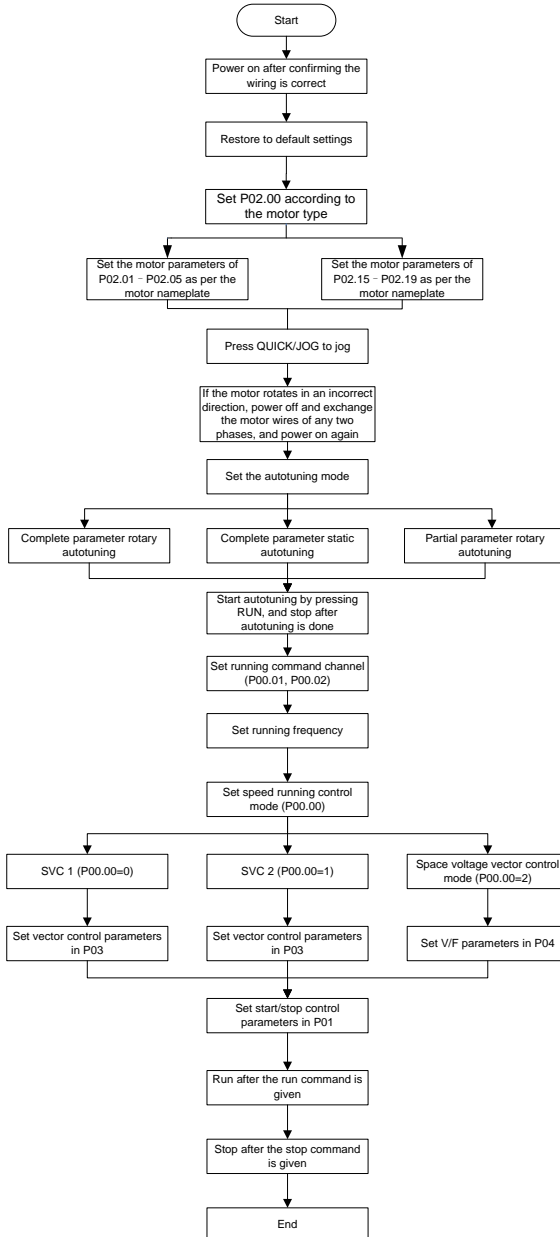 Start
Power on after confirming the
wiring is correct
Restore to default settings
Set P02.00 according to
the motor type
Set the motor parameters of
P02.01－P02.05 as per the
motor nameplate
Set the motor parameters of
P02.15－P02.19 as per the
motor nameplate
Press QUICK/JOG to jog
If the motor rotates in an incorrect
direction, power off and exchange
the motor wires of any two
phases, and power on again
Set the autotuning mode
Complete parameter rotary
autotuning
Complete parameter static
autotuning
Partial parameter rotary
autotuning
Start autotuning by pressing
RUN, and stop after
autotuning is done
Set running command channel
(P00.01, P00.02)
Set running frequency
Set speed running control
mode (P00.00)
SVC 1 (P00.00=0)
SVC 2 (P00.00=1)
Space voltage vector control
mode (P00.00=2)
Set vector control parameters
in P03
Set vector control parameters
in P03
Set V/F parameters in P04
Set start/stop control
parameters in P01
Run after the run command is
given
Stop after the stop command
is given
End